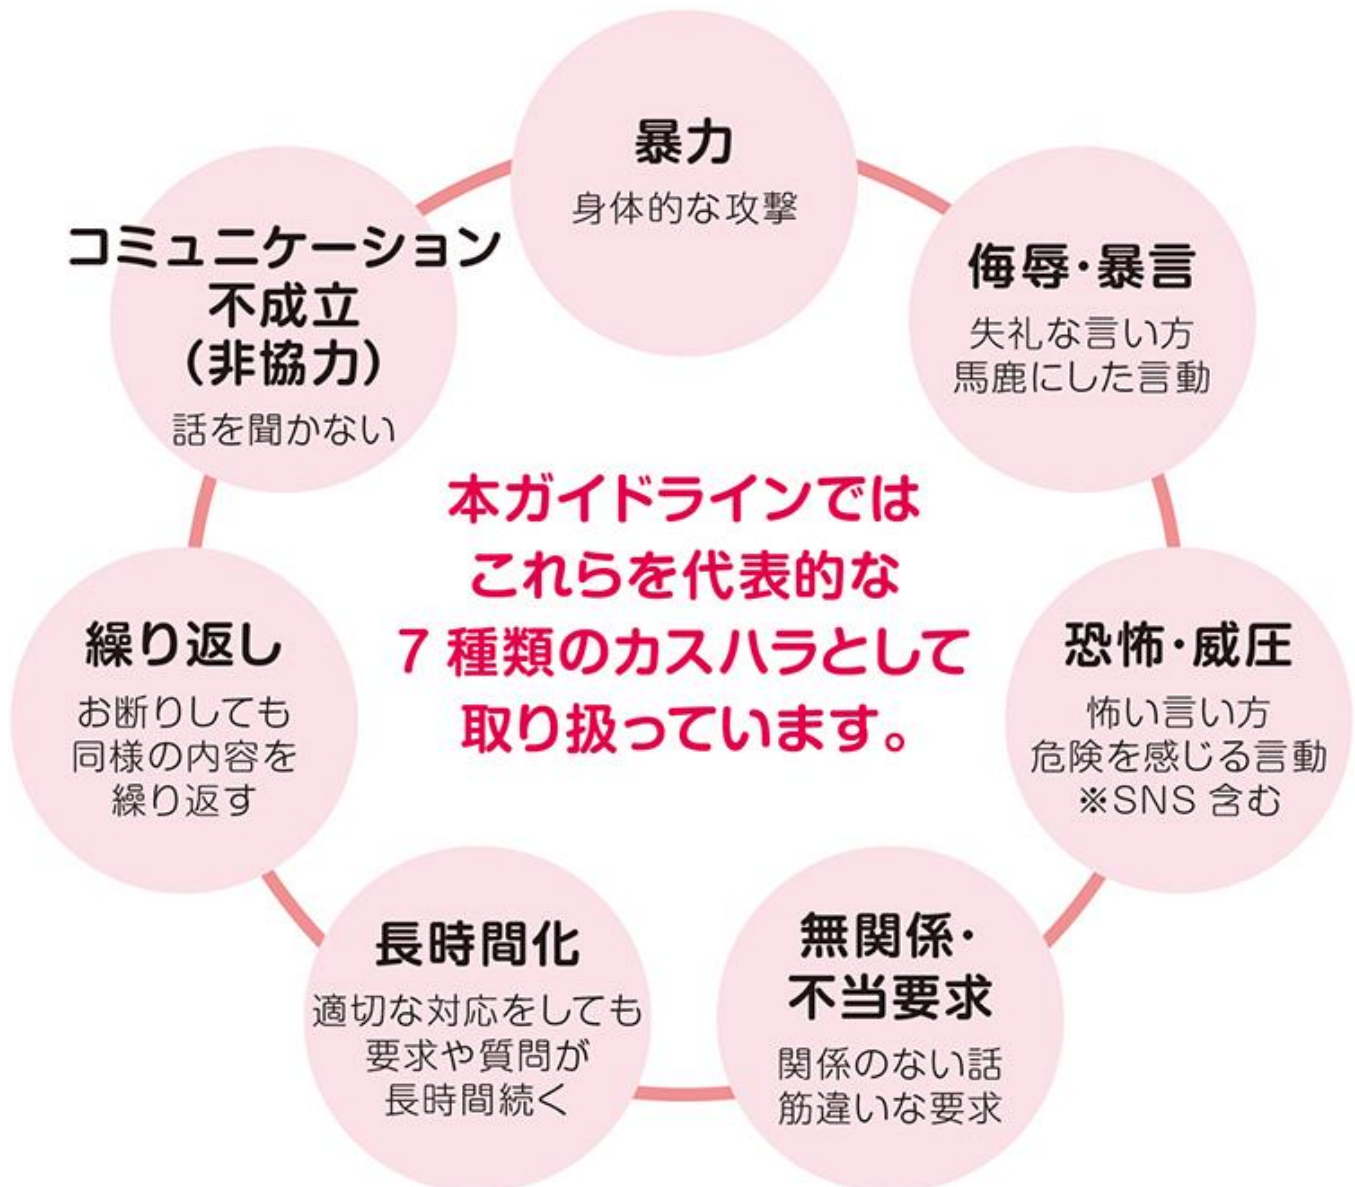 暴力
身体的な攻撃
侮辱・暴言
失礼な言い方
馬鹿にした言動
恐怖・威圧
怖い言い方
危険を感じる言動
※SNS 含む
無関係・
不当要求
関係のない話
筋違いな要求
長時間化
適切な対応をしても
要求や質問が
長時間続く
繰り返し
お断りしても
同様の内容を
繰り返す
コミュニケーション
不成立
（非協力）
話を聞かない
本ガイドラインでは
これらを代表的な
7 種類のカスハラとして
取り扱っています。